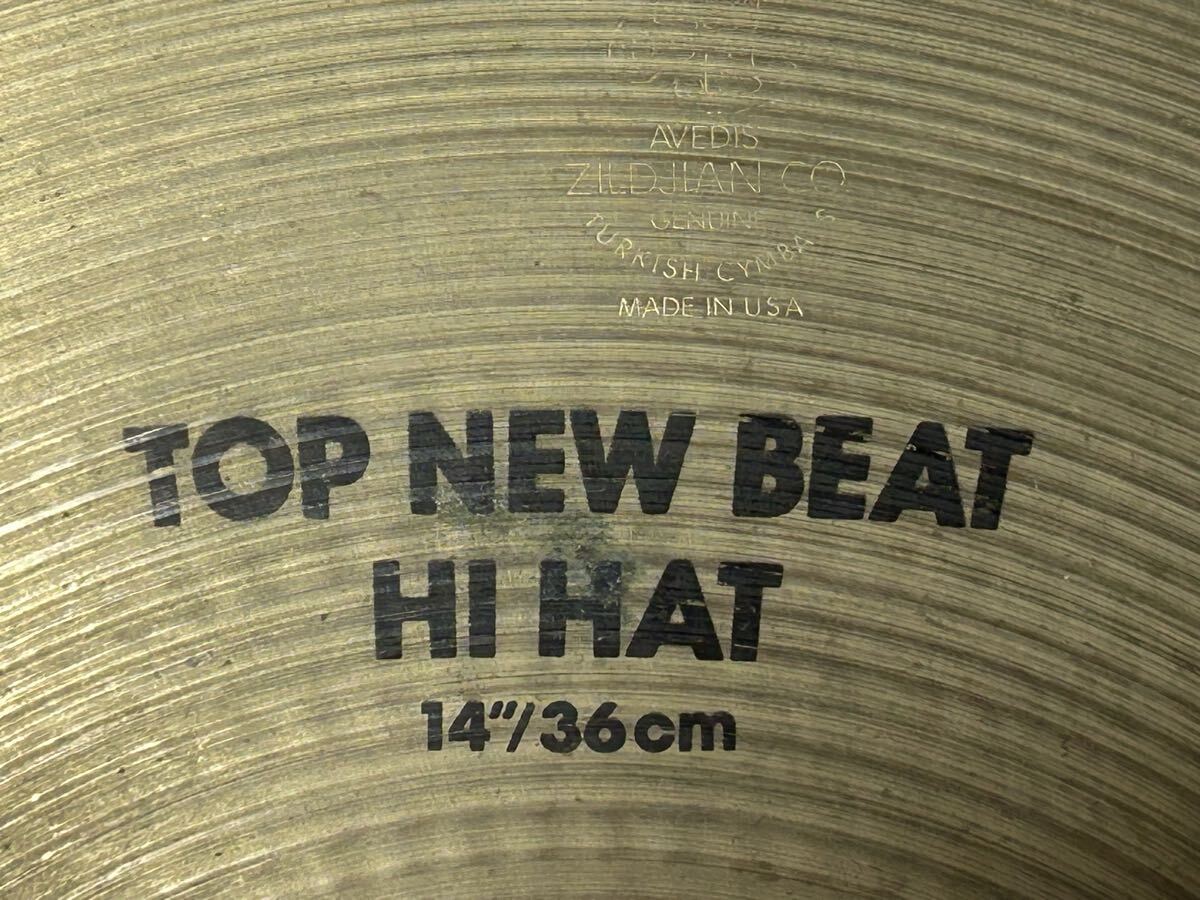 AVEDIS
ZILDJIAN CO
GENUINE
TURKISH CYMBALS
MADE IN USA
TOP NEW BEAT
HI HAT
14"/36cm